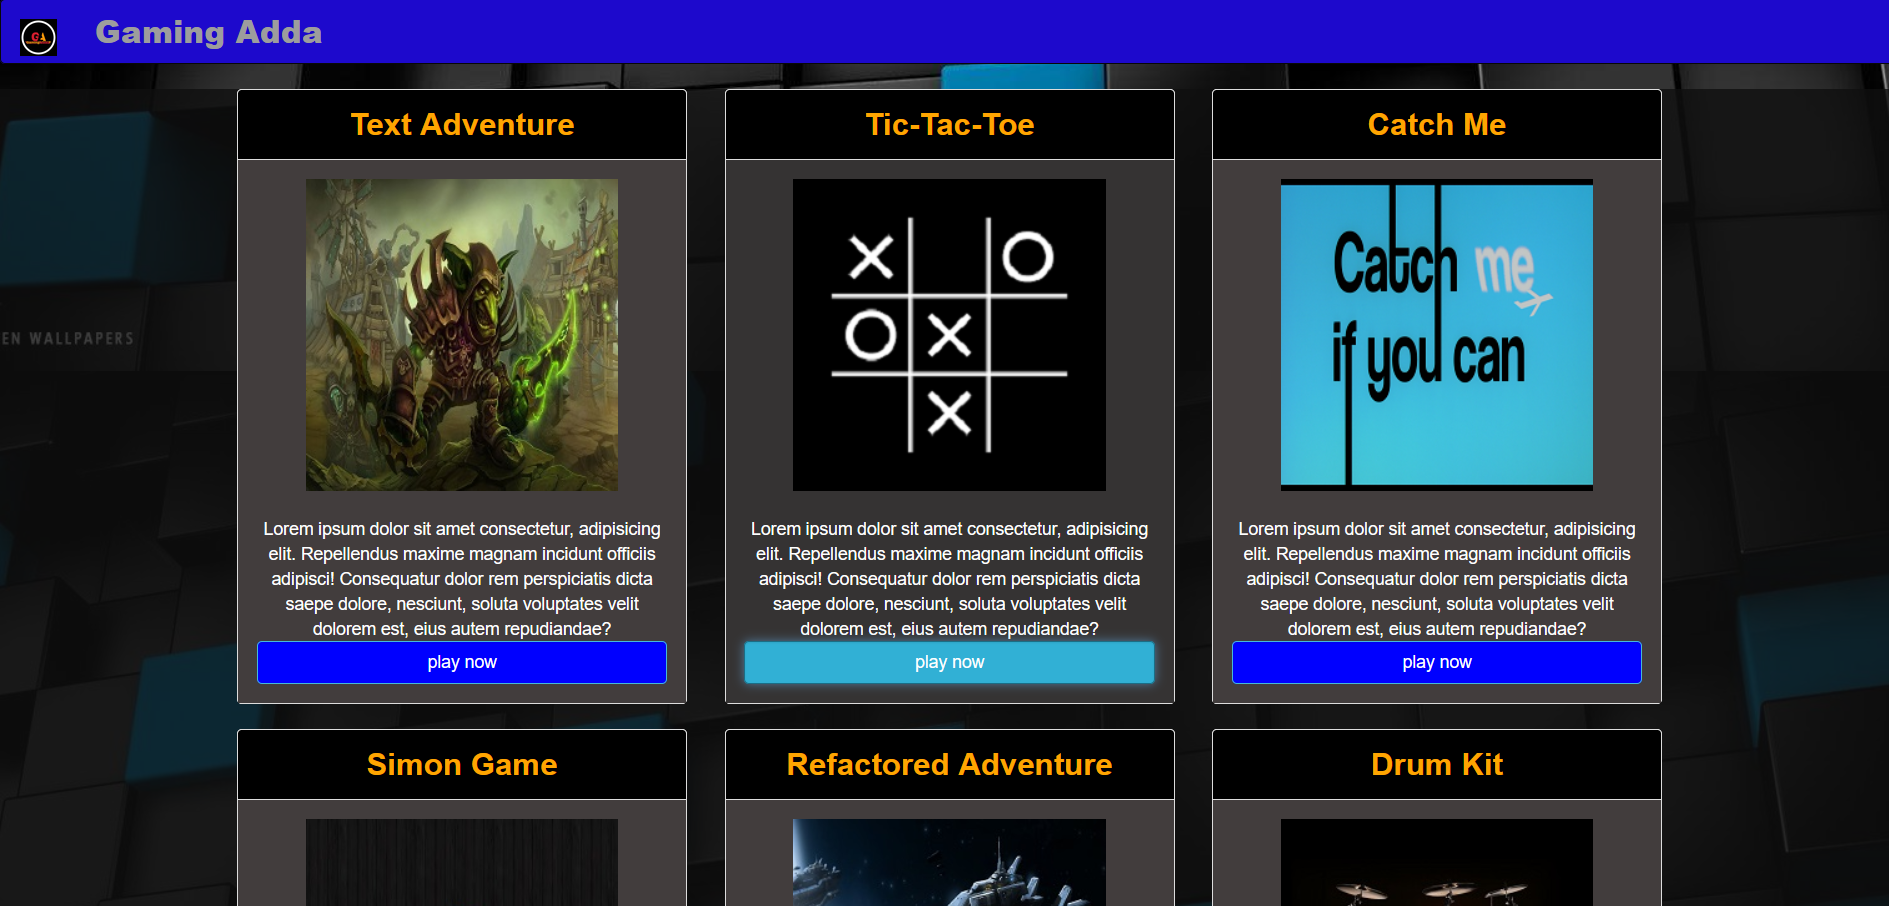 GA
Gaming Adda
EN WALLPAPERS
Text Adventure
Lorem ipsum dolor sit amet consectetur, adipisicing
elit. Repellendus maxime magnam incidunt officiis
adipisci! Consequatur dolor rem perspiciatis dicta
saepe dolore, nesciunt, soluta voluptates velit
dolorem est, eius autem repudiandae?
play now
Tic-Tac-Toe
X O
O X
X
Lorem ipsum dolor sit amet consectetur, adipisicing
elit. Repellendus maxime magnam incidunt officiis
adipisci! Consequatur dolor rem perspiciatis dicta
saepe dolore, nesciunt, soluta voluptates velit
dolorem est, eius autem repudiandae?
play now
Catch Me
Catch me
if you can
Lorem ipsum dolor sit amet consectetur, adipisicing
elit. Repellendus maxime magnam incidunt officiis
adipisci! Consequatur dolor rem perspiciatis dicta
saepe dolore, nesciunt, soluta voluptates velit
dolorem est, eius autem repudiandae?
play now
Simon Game
Refactored Adventure
Drum Kit